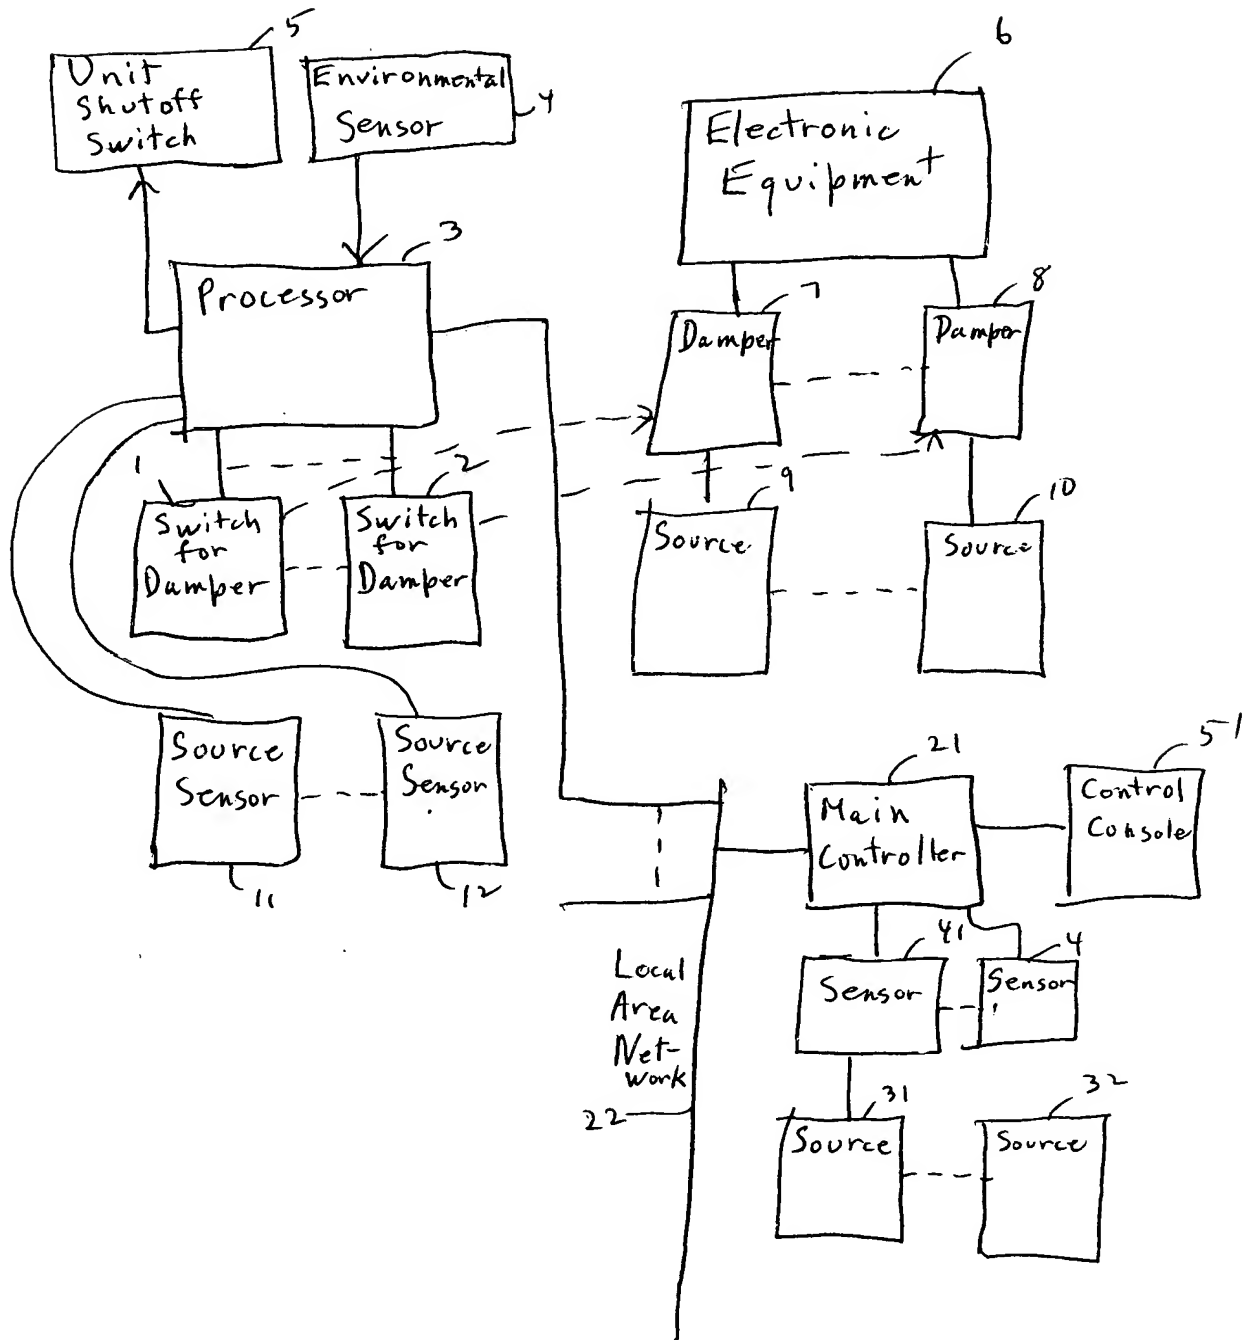 5
Unit
Shutoff
Switch
Environmental
Sensor
4
6
Electronic
Equipment
3
Processor
7
Damper
8
Damper
1
Switch
for
Damper
2
Switch
for
Damper
9
Source
10
Source
Source
Sensor
11
Source
Sensor
12
21
Main
Controller
5-1
Control
Console
41
Sensor
4
Sensor
Local
Area
Net-
work
22
31
Source
32
Source